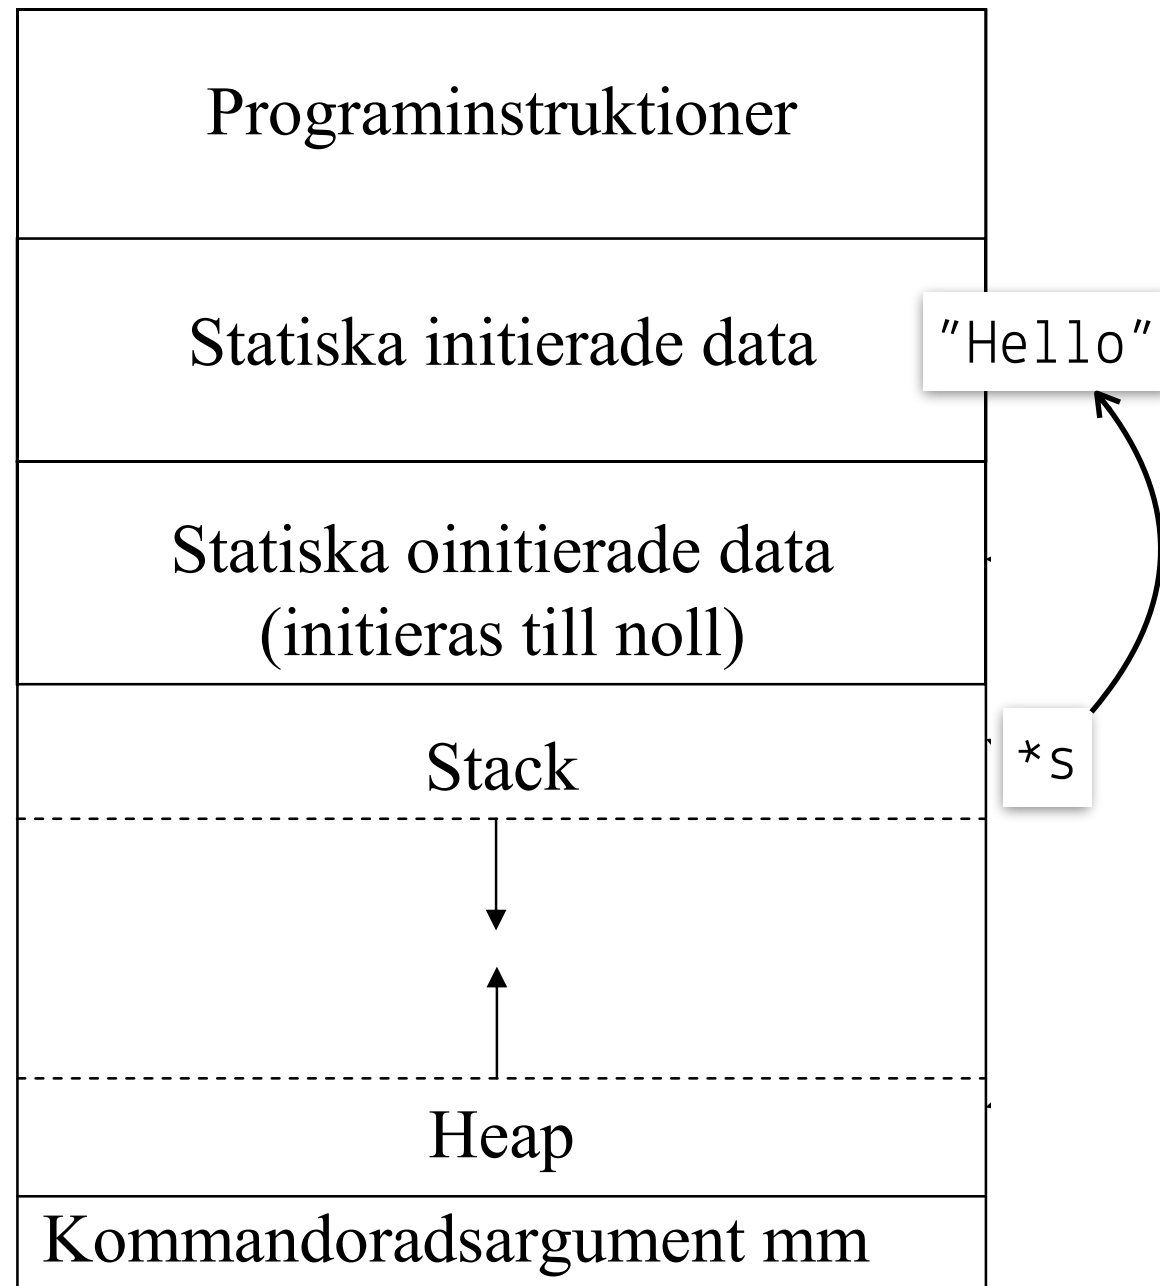 Programinstruktioner
Statiska initierade data
"Hello"
Statiska oinitierade data
(initieras till noll)
Stack
*s
Heap
Kommandoradsargument mm